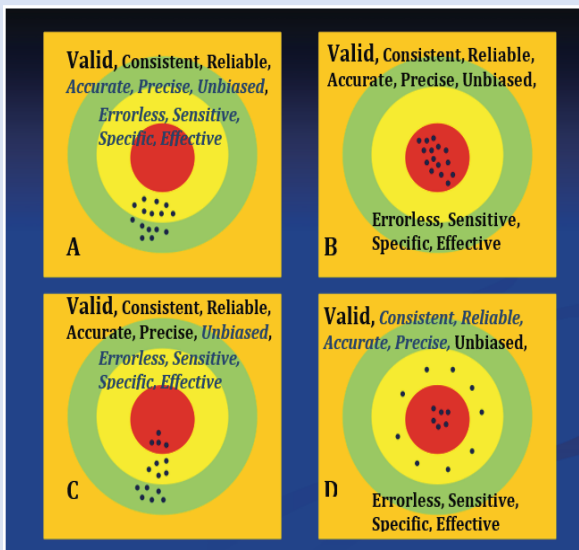 Valid, Consistent, Reliable,
Accurate, Precise, Unbiased,
Errorless, Sensitive,
Specific, Effective
A
Valid, Consistent, Reliable,
Accurate, Precise, Unbiased,
Errorless, Sensitive,
Specific, Effective
B
Valid, Consistent, Reliable,
Accurate, Precise, Unbiased,
Errorless, Sensitive,
Specific, Effective
C
Valid, Consistent, Reliable,
Accurate, Precise, Unbiased,
D
Errorless, Sensitive,
Specific, Effective